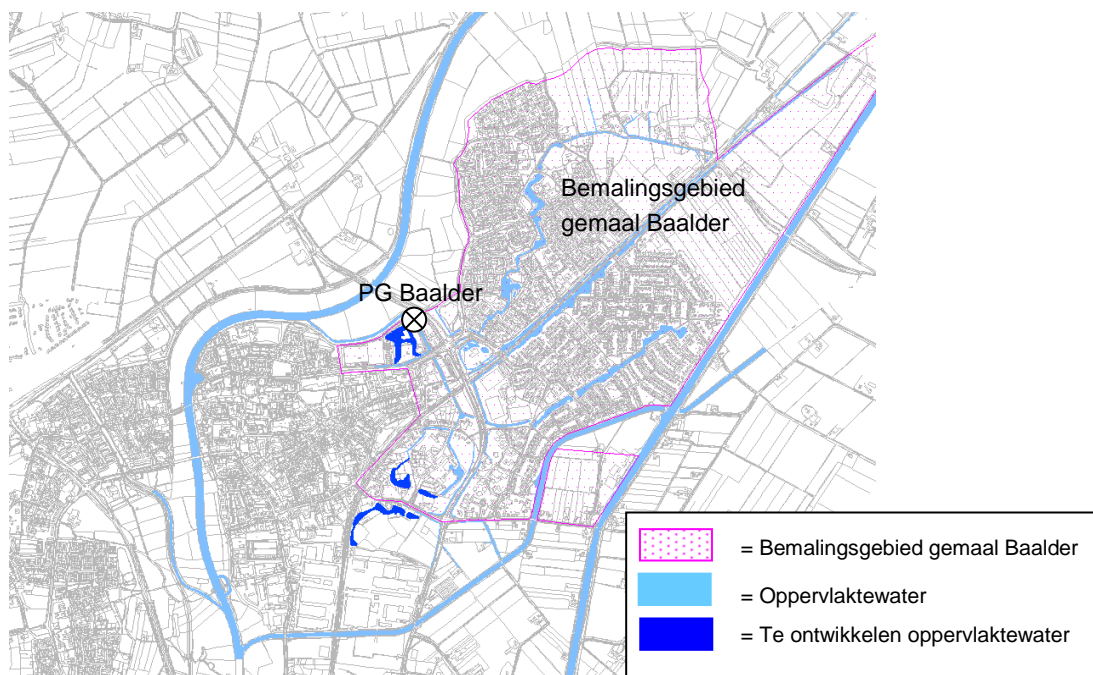 Bemalingsgebied
gemaal Baalder
PG Baalder
= Bemalingsgebied gemaal Baalder
= Oppervlaktewater
= Te ontwikkelen oppervlaktewater